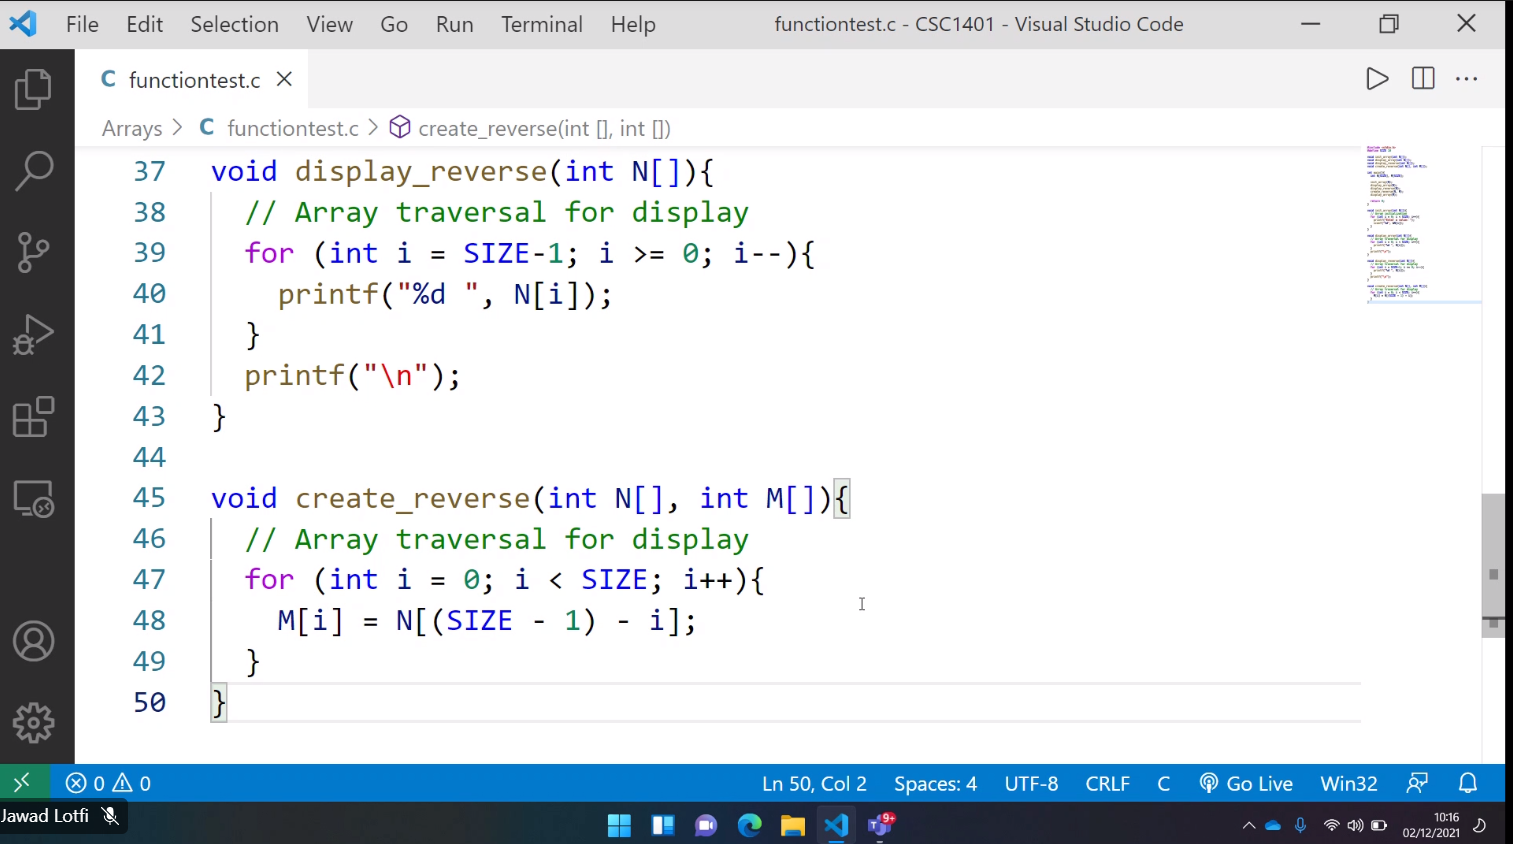 File Edit Selection View Go Run Terminal Help functiontest.c - CSC1401 - Visual Studio Code
C functiontest.c
Arrays > C functiontest.c > create_reverse(int [], int [])
37 void display_reverse(int N[]){
38 // Array traversal for display
39 for (int i = SIZE-1; i >= 0; i--){
40 printf("%d ", N[i]);
41 }
42 printf("\n");
43 }
44
45 void create_reverse(int N[], int M[]){
46 // Array traversal for display
47 for (int i = 0; i < SIZE; i++){
48 M[i] = N[(SIZE - 1) - i];
49 }
50 }
0 0 Ln 50, Col 2 Spaces: 4 UTF-8 CRLF C Go Live Win32
Jawad Lotfi
9+
10:16
02/12/2021